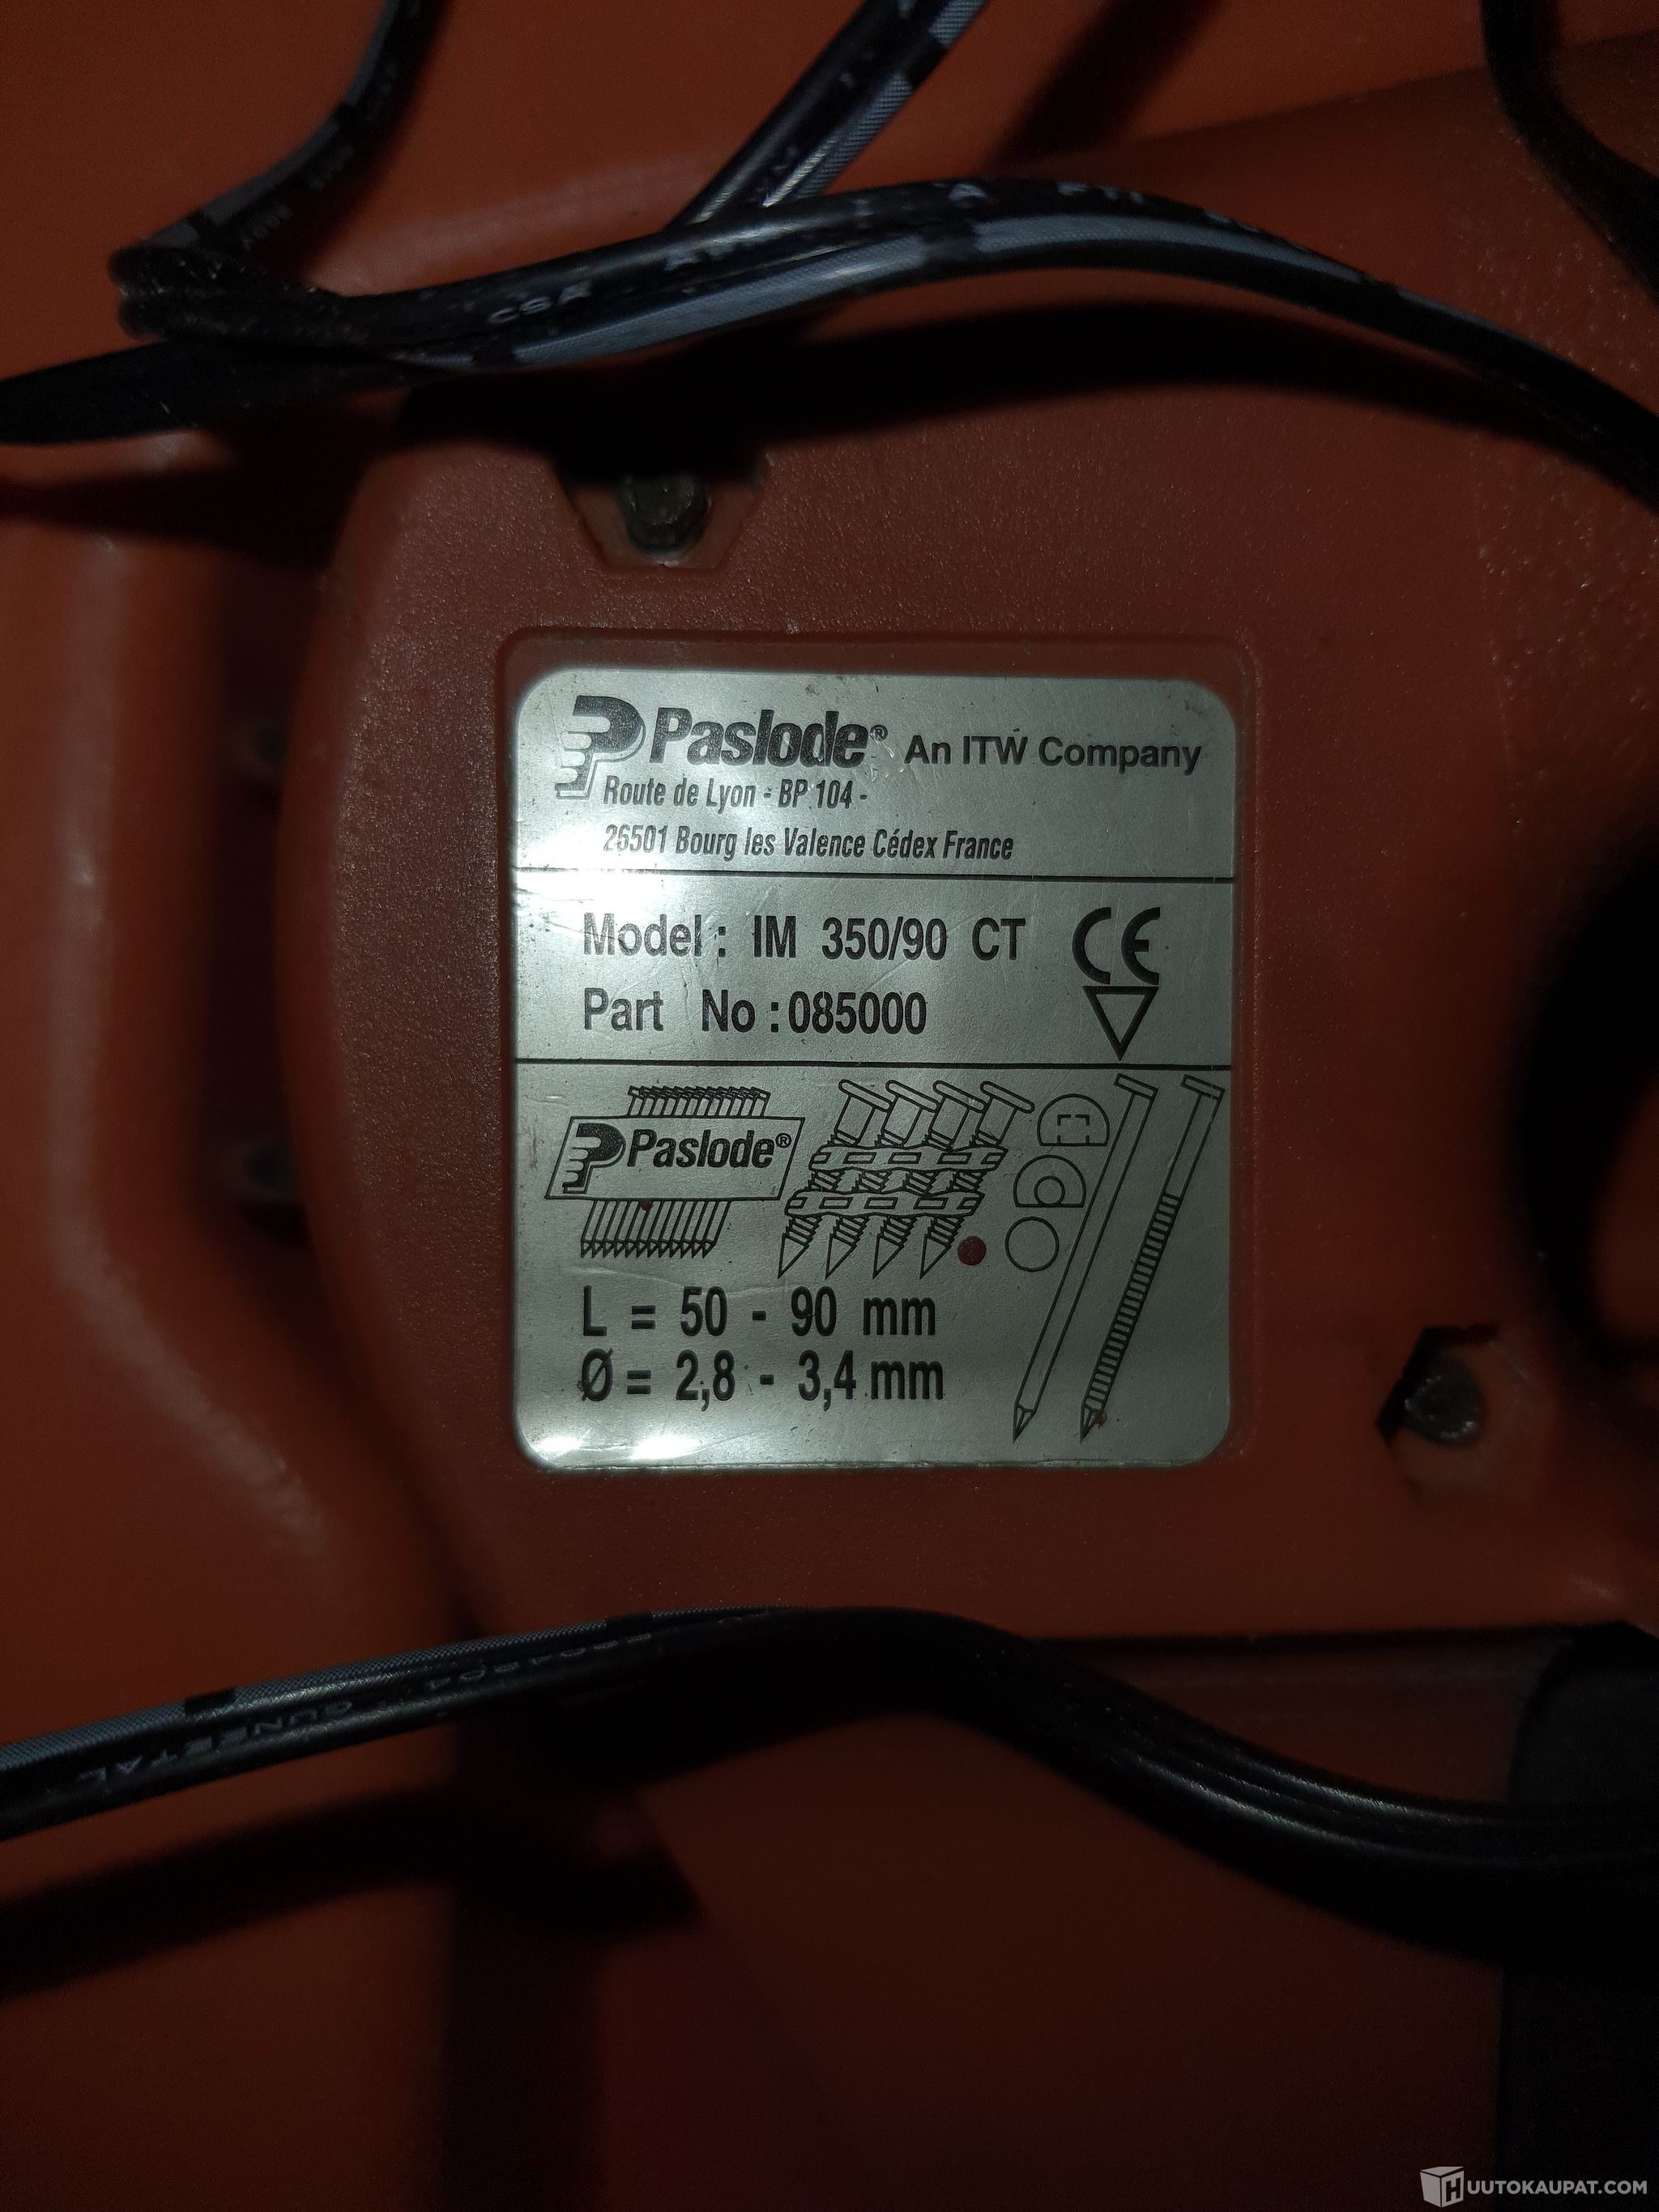 CSA
Paslode® An ITW Company
Route de Lyon - BP 104 -
26501 Bourg les Valence Cédex France
Model : IM 350/90 CT CE
Part No : 085000
Paslode®
L = 50 - 90 mm
Ø = 2,8 - 3,4 mm
HUUTOKAUPAT.COM